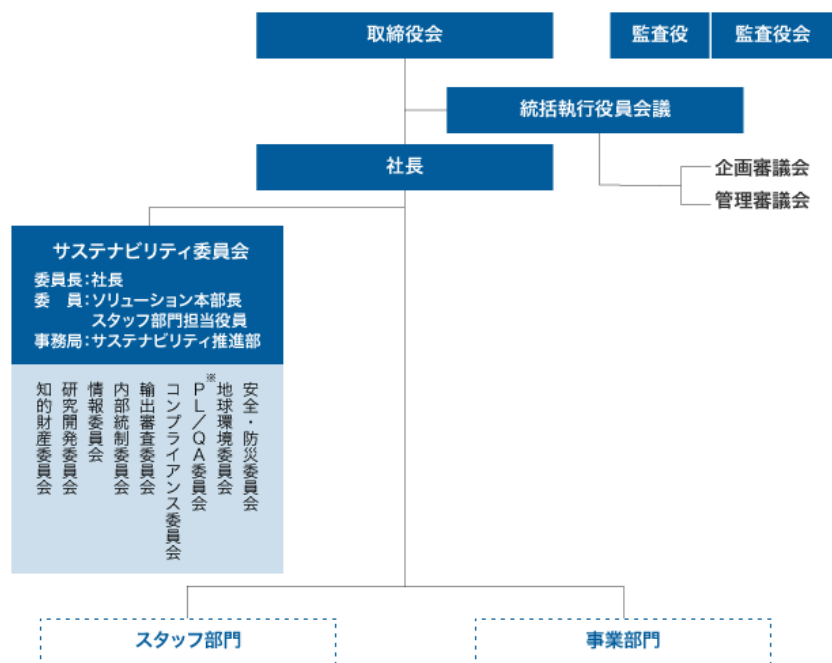 取締役会
監査役
監査役会
統括執行役員会議
社長
企画審議会
管理審議会
サステナビリティ委員会
委員長：社長
委　員：ソリューション本部長
スタッフ部門担当役員
事務局：サステナビリティ推進部
安全・防災委員会
地球環境委員会
※PL／QA委員会
コンプライアンス委員会
輸出審査委員会
内部統制委員会
情報委員会
研究開発委員会
知的財産委員会
スタッフ部門
事業部門